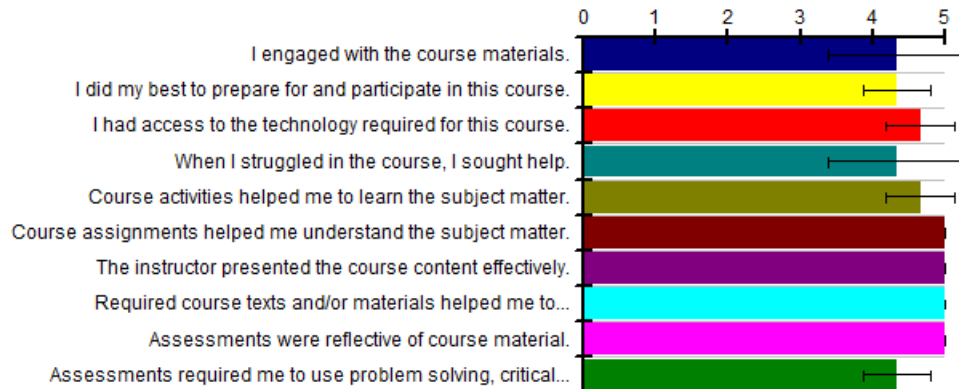 0 1 2 3 4 5
I engaged with the course materials.
I did my best to prepare for and participate in this course.
I had access to the technology required for this course.
When I struggled in the course, I sought help.
Course activities helped me to learn the subject matter.
Course assignments helped me understand the subject matter.
The instructor presented the course content effectively.
Required course texts and/or materials helped me to...
Assessments were reflective of course material.
Assessments required me to use problem solving, critical...